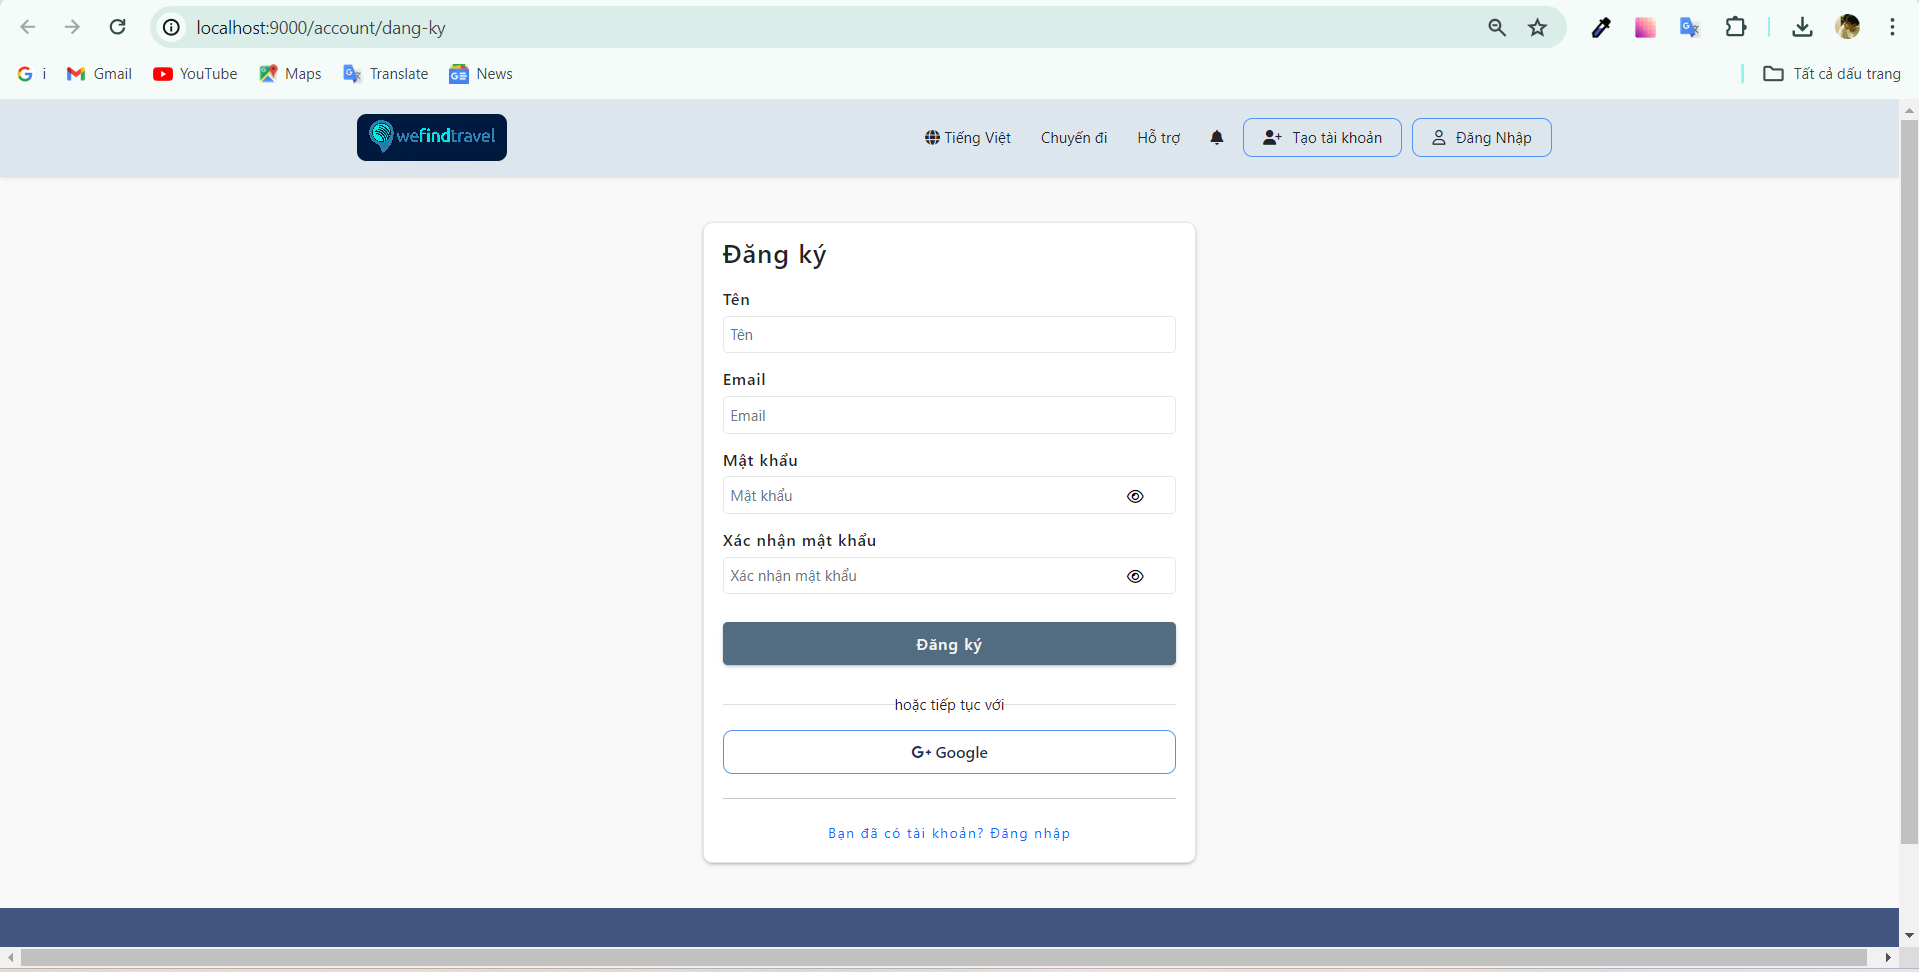 localhost:9000/account/dang-ky
i Gmail YouTube Maps Translate News Tất cả dấu trang
wefindtravel Tiếng Việt Chuyến đi Hỗ trợ Tạo tài khoản Đăng Nhập
Đăng ký
Tên
Tên
Email
Email
Mật khẩu
Mật khẩu
Xác nhận mật khẩu
Xác nhận mật khẩu
Đăng ký
hoặc tiếp tục với
G+ Google
Bạn đã có tài khoản? Đăng nhập